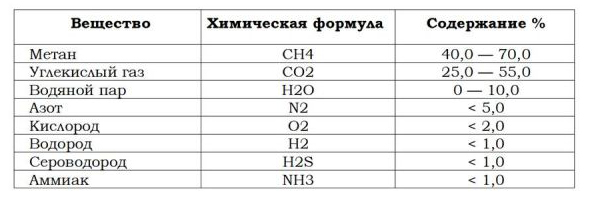 Вещество Химическая формула Содержание %
Метан CH4 40,0 — 70,0
Углекислый газ CO2 25,0 — 55,0
Водяной пар H2O 0 — 10,0
Азот N2 < 5,0
Кислород O2 < 2,0
Водород H2 < 1,0
Сероводород H2S < 1,0
Аммиак NH3 < 1,0